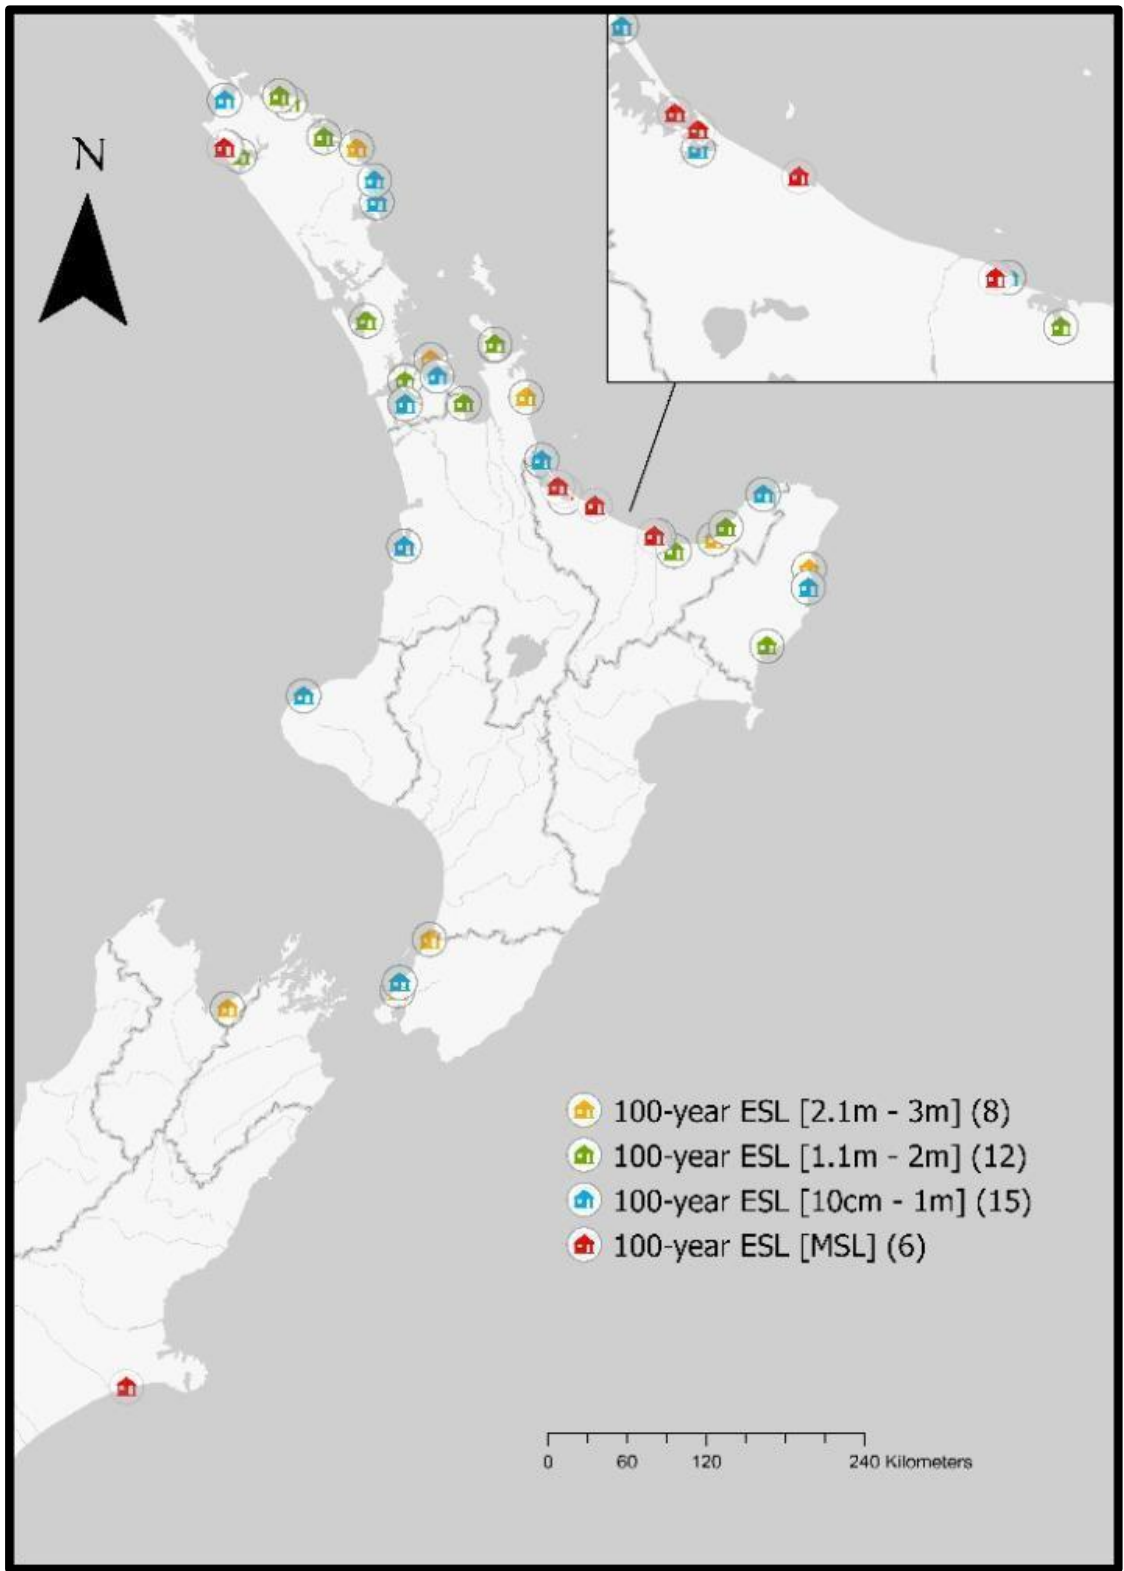 N
100-year ESL [2.1m - 3m] (8)
100-year ESL [1.1m - 2m] (12)
100-year ESL [10cm - 1m] (15)
100-year ESL [MSL] (6)
0 60 120 240 Kilometers